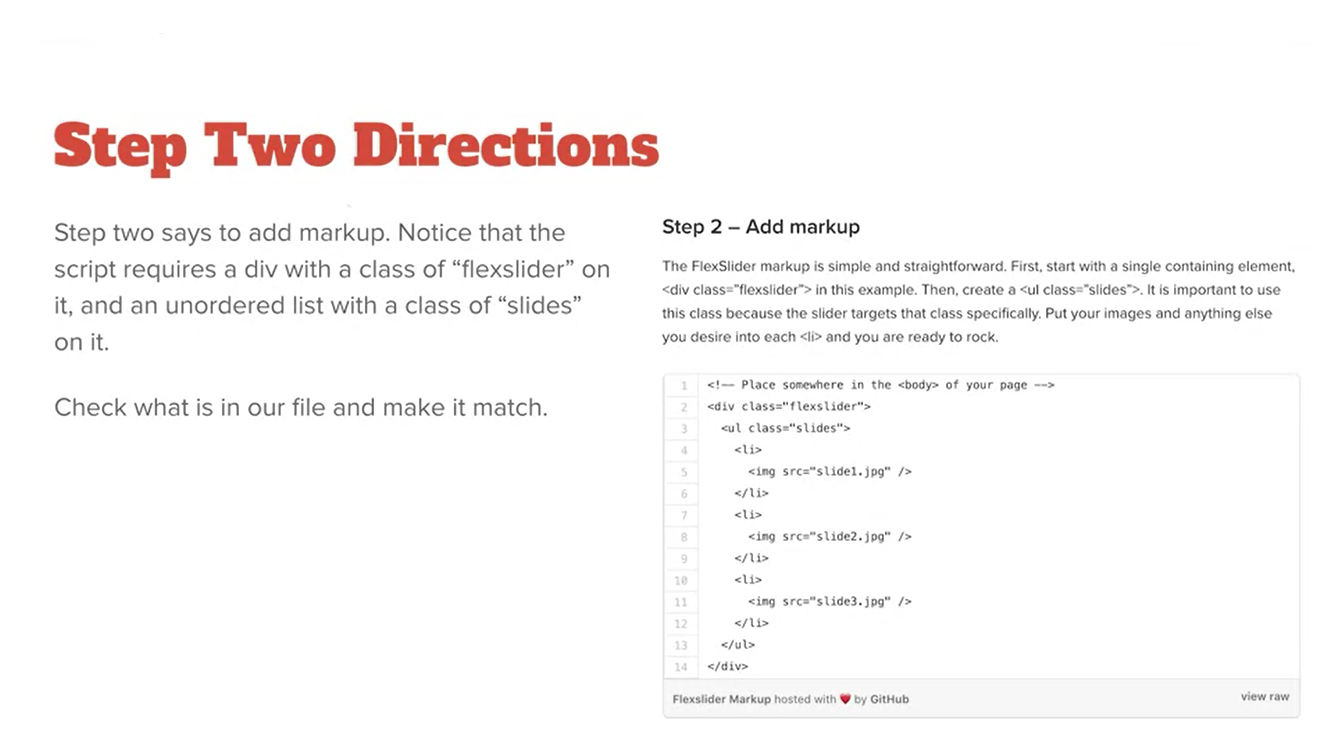 Step Two Directions
Step two says to add markup. Notice that the
script requires a div with a class of “flexslider” on
it, and an unordered list with a class of “slides”
on it.
Check what is in our file and make it match.
Step 2 – Add markup
The FlexSlider markup is simple and straightforward. First, start with a single containing element,
<div class="flexslider"> in this example. Then, create a <ul class="slides">. It is important to use
this class because the slider targets that class specifically. Put your images and anything else
you desire into each <li> and you are ready to rock.
1 <!-- Place somewhere in the <body> of your page -->
2 <div class="flexslider">
3   <ul class="slides">
4     <li>
5       <img src="slide1.jpg" />
6     </li>
7     <li>
8       <img src="slide2.jpg" />
9     </li>
10     <li>
11       <img src="slide3.jpg" />
12     </li>
13   </ul>
14 </div>
Flexslider Markup hosted with ❤ by GitHub view raw